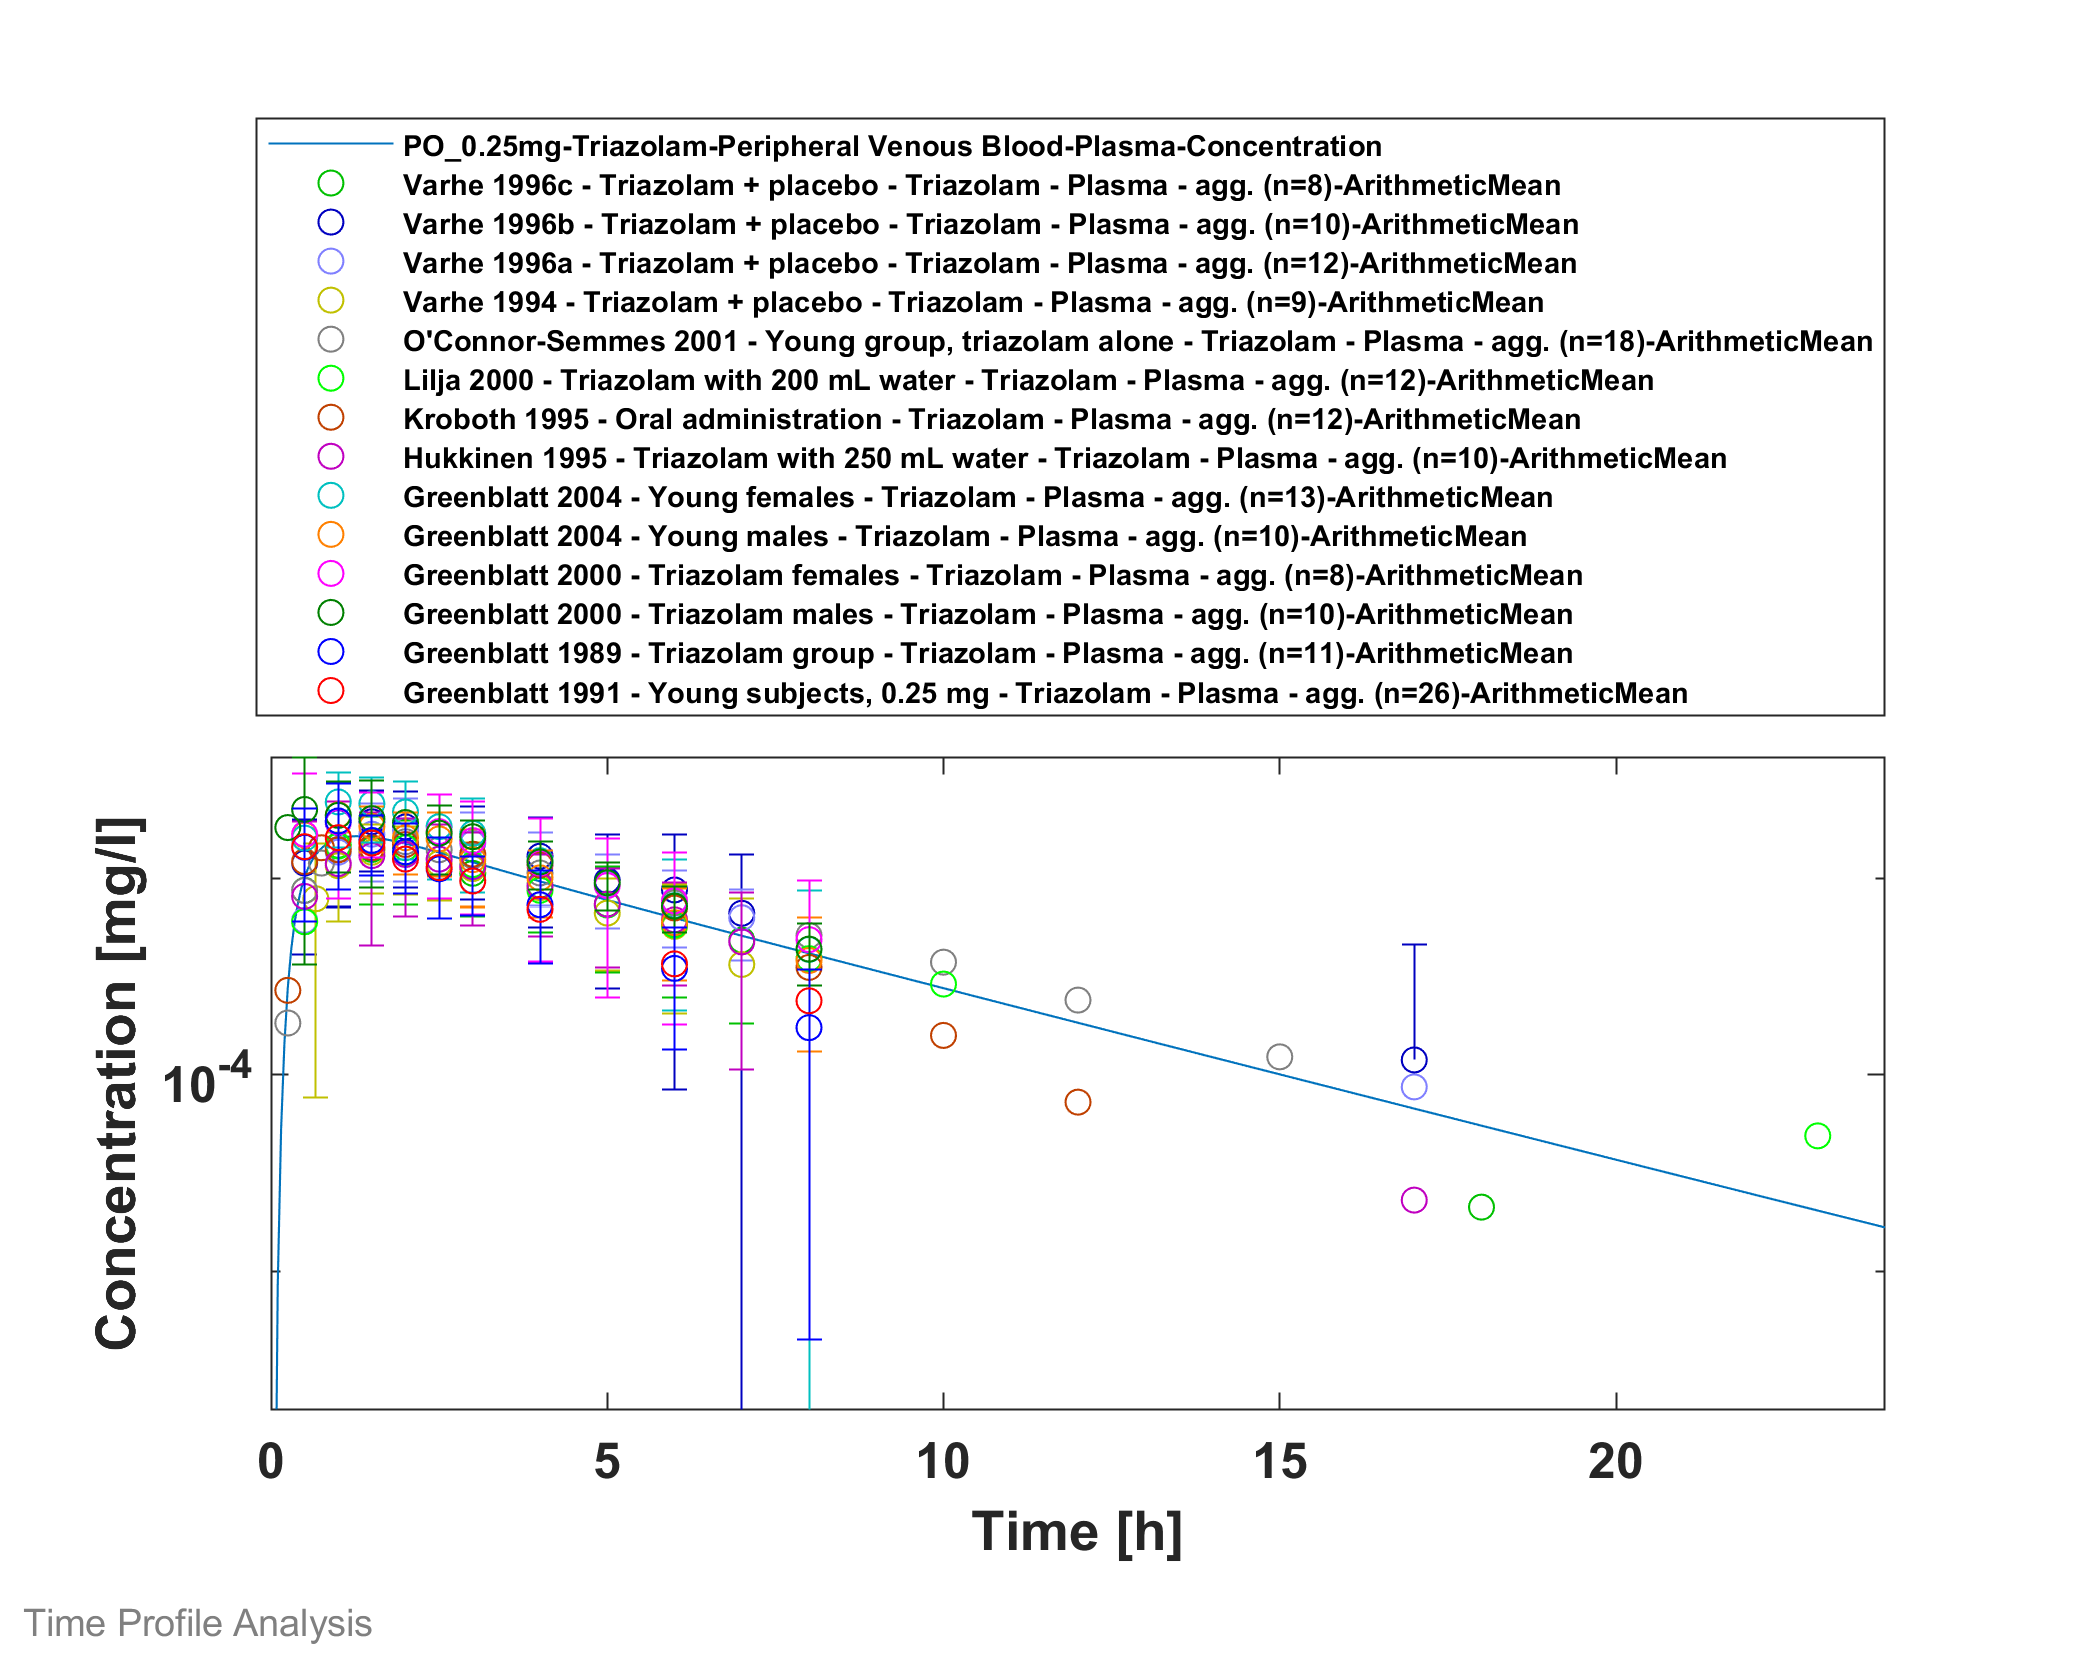 PO_0.25mg-Triazolam-Peripheral Venous Blood-Plasma-Concentration
Varhe 1996c - Triazolam + placebo - Triazolam - Plasma - agg. (n=8)-ArithmeticMean
Varhe 1996b - Triazolam + placebo - Triazolam - Plasma - agg. (n=10)-ArithmeticMean
Varhe 1996a - Triazolam + placebo - Triazolam - Plasma - agg. (n=12)-ArithmeticMean
Varhe 1994 - Triazolam + placebo - Triazolam - Plasma - agg. (n=9)-ArithmeticMean
O'Connor-Semmes 2001 - Young group, triazolam alone - Triazolam - Plasma - agg. (n=18)-ArithmeticMean
Lilja 2000 - Triazolam with 200 mL water - Triazolam - Plasma - agg. (n=12)-ArithmeticMean
Kroboth 1995 - Oral administration - Triazolam - Plasma - agg. (n=12)-ArithmeticMean
Hukkinen 1995 - Triazolam with 250 mL water - Triazolam - Plasma - agg. (n=10)-ArithmeticMean
Greenblatt 2004 - Young females - Triazolam - Plasma - agg. (n=13)-ArithmeticMean
Greenblatt 2004 - Young males - Triazolam - Plasma - agg. (n=10)-ArithmeticMean
Greenblatt 2000 - Triazolam females - Triazolam - Plasma - agg. (n=8)-ArithmeticMean
Greenblatt 2000 - Triazolam males - Triazolam - Plasma - agg. (n=10)-ArithmeticMean
Greenblatt 1989 - Triazolam group - Triazolam - Plasma - agg. (n=11)-ArithmeticMean
Greenblatt 1991 - Young subjects, 0.25 mg - Triazolam - Plasma - agg. (n=26)-ArithmeticMean
Concentration [mg/l]
10-4
0 5 10 15 20
Time [h]
Time Profile Analysis